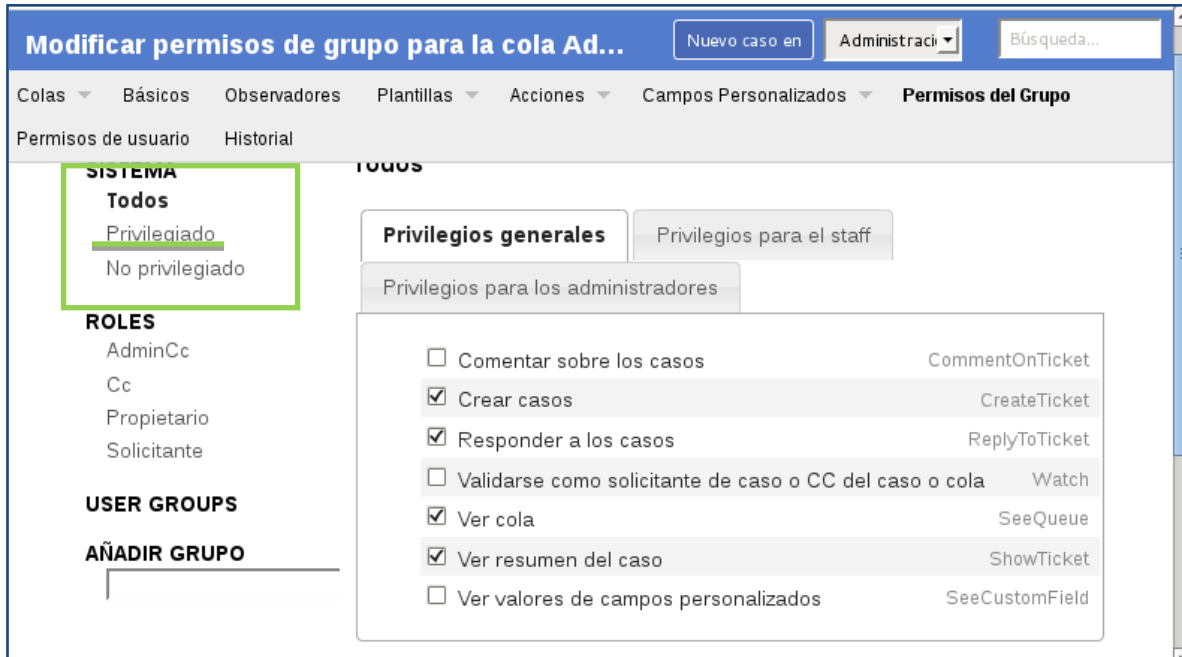 Modificar permisos de grupo para la cola Ad...
Nuevo caso en
Administraci
Búsqueda...
Colas Básicos Observadores Plantillas Acciones Campos Personalizados Permisos del Grupo
Permisos de usuario Historial
SISTEMA
Todos
Privilegiado
No privilegiado
ROLES
AdminCc
Cc
Propietario
Solicitante
USER GROUPS
AÑADIR GRUPO
Todos
Privilegios generales
Privilegios para el staff
Privilegios para los administradores
Comentar sobre los casos CommentOnTicket
Crear casos CreateTicket
Responder a los casos ReplyToTicket
Validarse como solicitante de caso o CC del caso o cola Watch
Ver cola SeeQueue
Ver resumen del caso ShowTicket
Ver valores de campos personalizados SeeCustomField